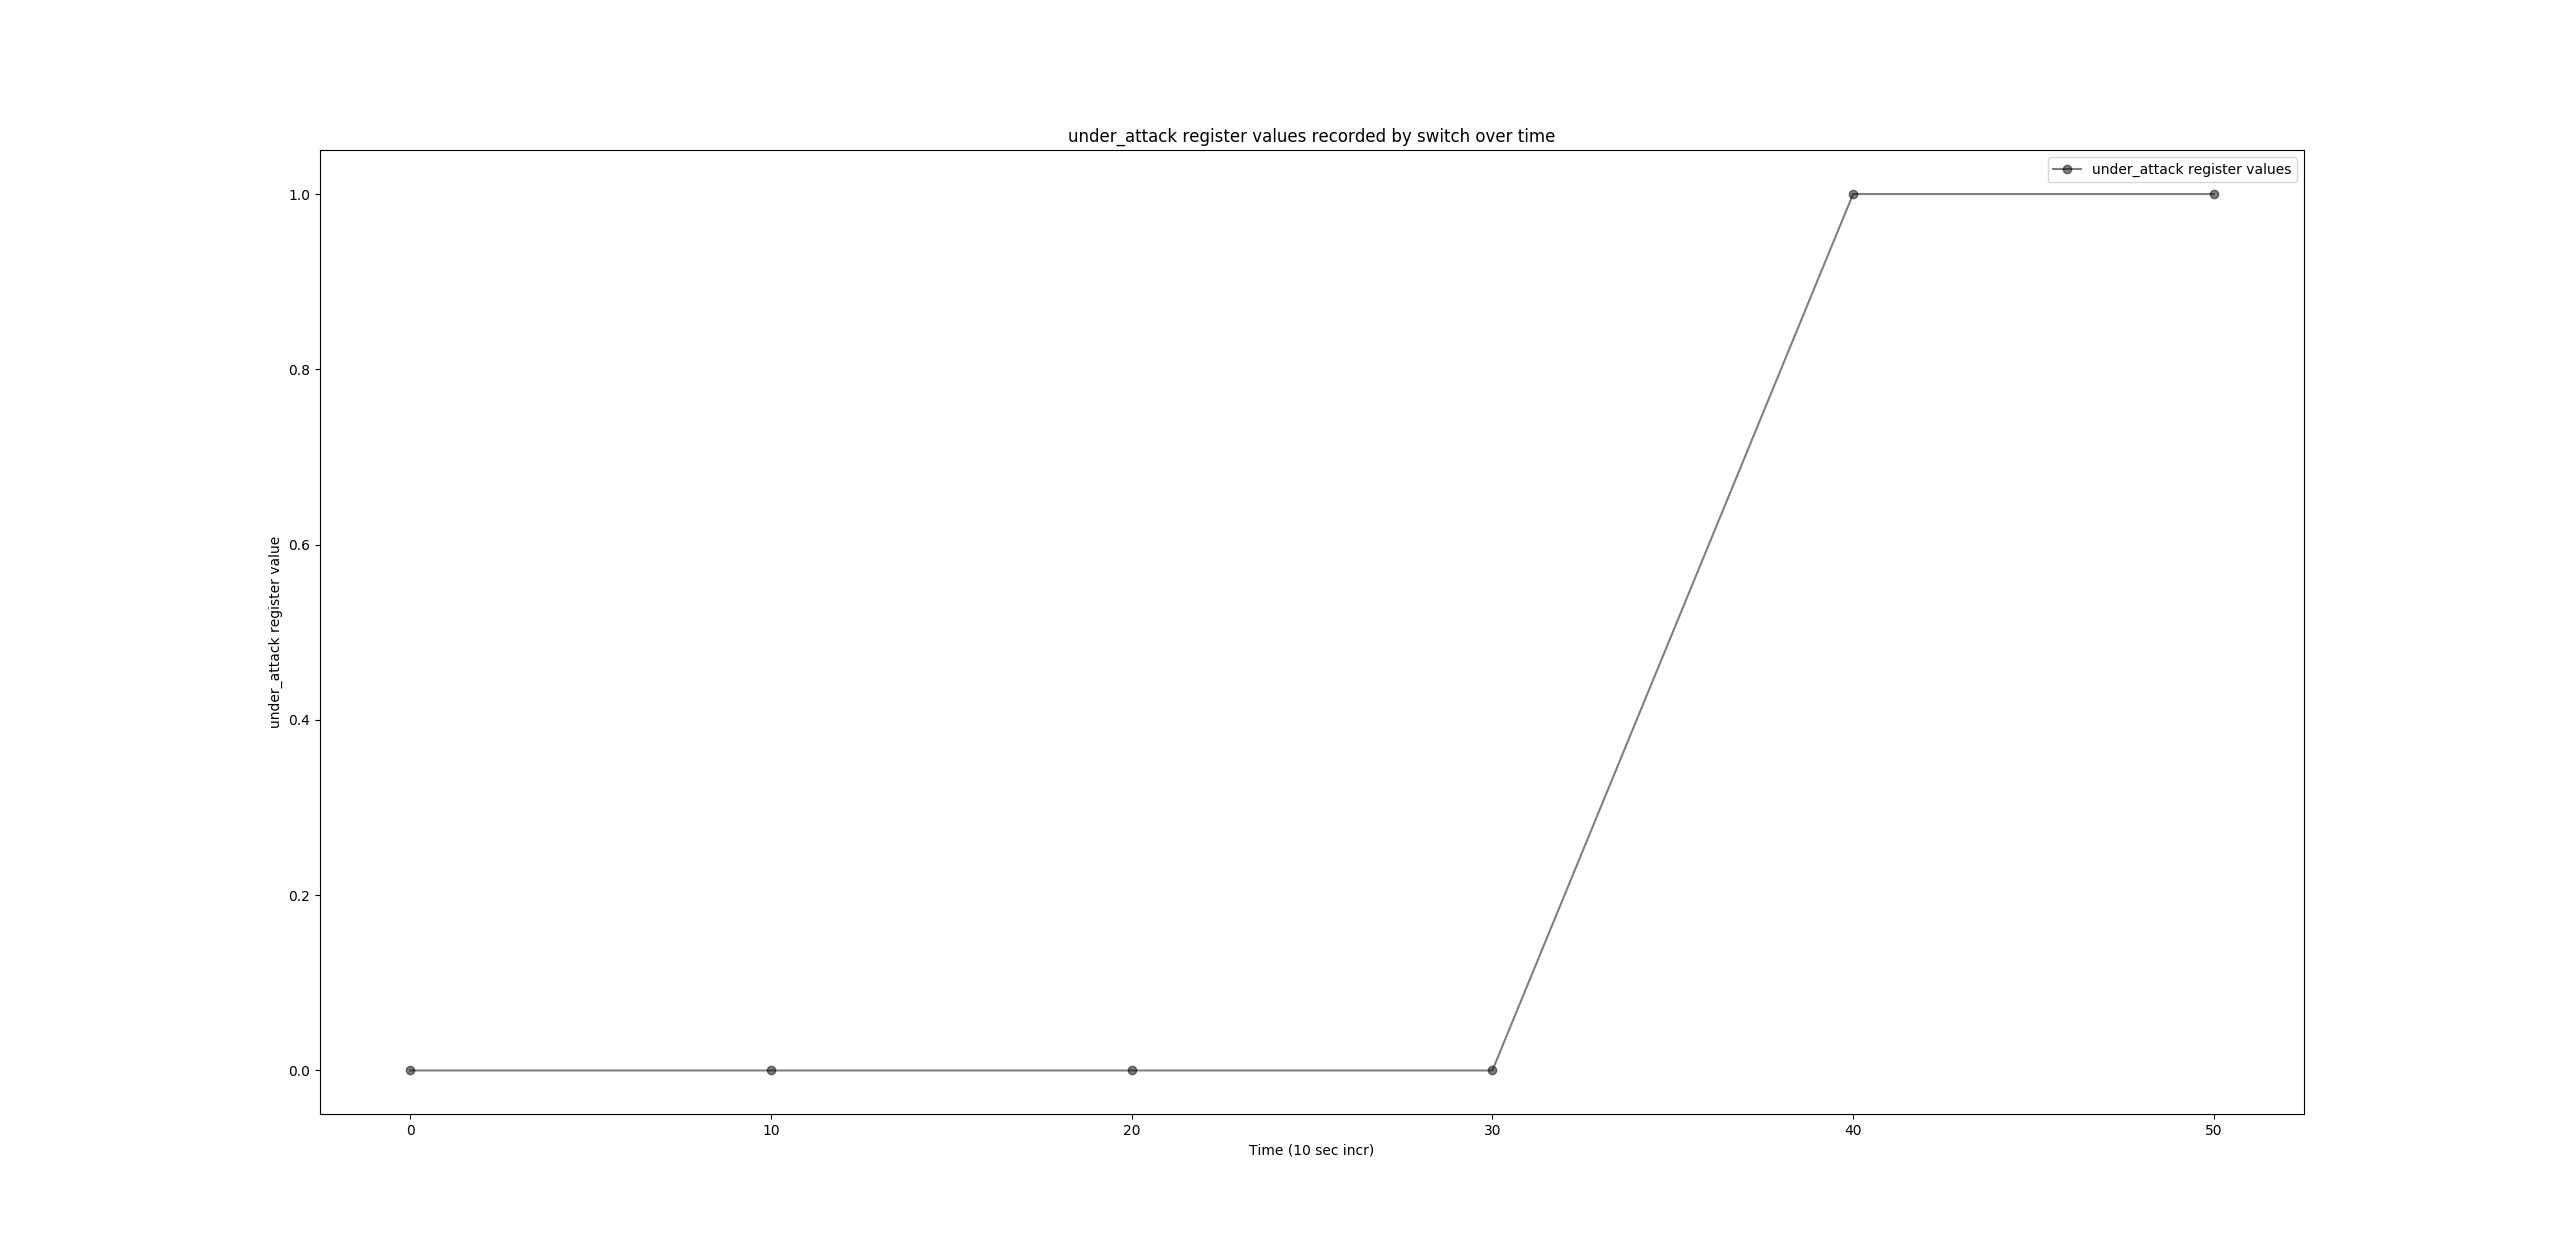 under_attack register values recorded by switch over time
under_attack register values
1.0
0.8
0.6
0.4
0.2
0.0
under_attack register value
0 10 20 30 40 50
Time (10 sec incr)